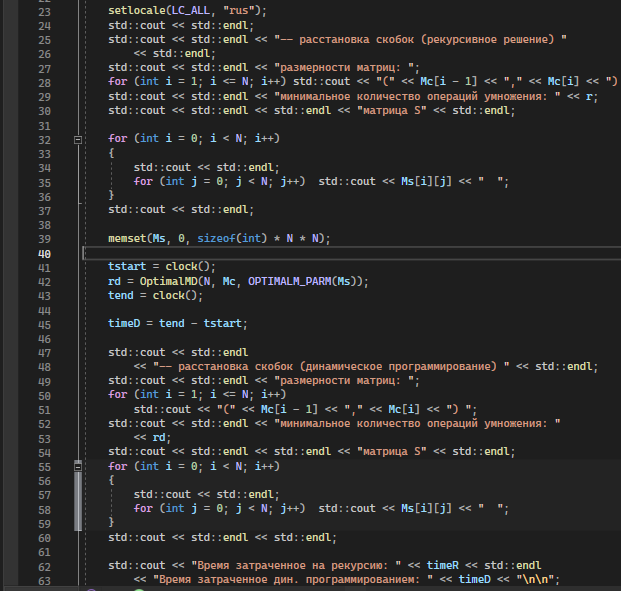 23 setlocale(LC_ALL, "rus");
24 std::cout << std::endl;
25 std::cout << std::endl << "-- расстановка скобок (рекурсивное решение) "
26 << std::endl;
27 std::cout << std::endl << "размерности матриц: ";
28 for (int i = 1; i <= N; i++) std::cout << "(" << Mc[i - 1] << "," << Mc[i] << ")
29 std::cout << std::endl << "минимальное количество операций умножения: " << r;
30 std::cout << std::endl << std::endl << "матрица S" << std::endl;
31
32 for (int i = 0; i < N; i++)
33 {
34 std::cout << std::endl;
35 for (int j = 0; j < N; j++)  std::cout << Ms[i][j] << "  ";
36 }
37 std::cout << std::endl;
38
39 memset(Ms, 0, sizeof(int) * N * N);
40
41 tstart = clock();
42 rd = OptimalMD(N, Mc, OPTIMALM_PARM(Ms));
43 tend = clock();
44
45 timeD = tend - tstart;
46
47 std::cout << std::endl
48 << "-- расстановка скобок (динамическое программирование) " << std::endl;
49 std::cout << std::endl << "размерности матриц: ";
50 for (int i = 1; i <= N; i++)
51 std::cout << "(" << Mc[i - 1] << "," << Mc[i] << ") ";
52 std::cout << std::endl << "минимальное количество операций умножения: "
53 << rd;
54 std::cout << std::endl << std::endl << "матрица S" << std::endl;
55 for (int i = 0; i < N; i++)
56 {
57 std::cout << std::endl;
58 for (int j = 0; j < N; j++)  std::cout << Ms[i][j] << "  ";
59 }
60 std::cout << std::endl << std::endl;
61
62 std::cout << "Время затраченное на рекурсию: " << timeR << std::endl
63 << "Время затраченное дин. программированием: " << timeD << "\n\n";